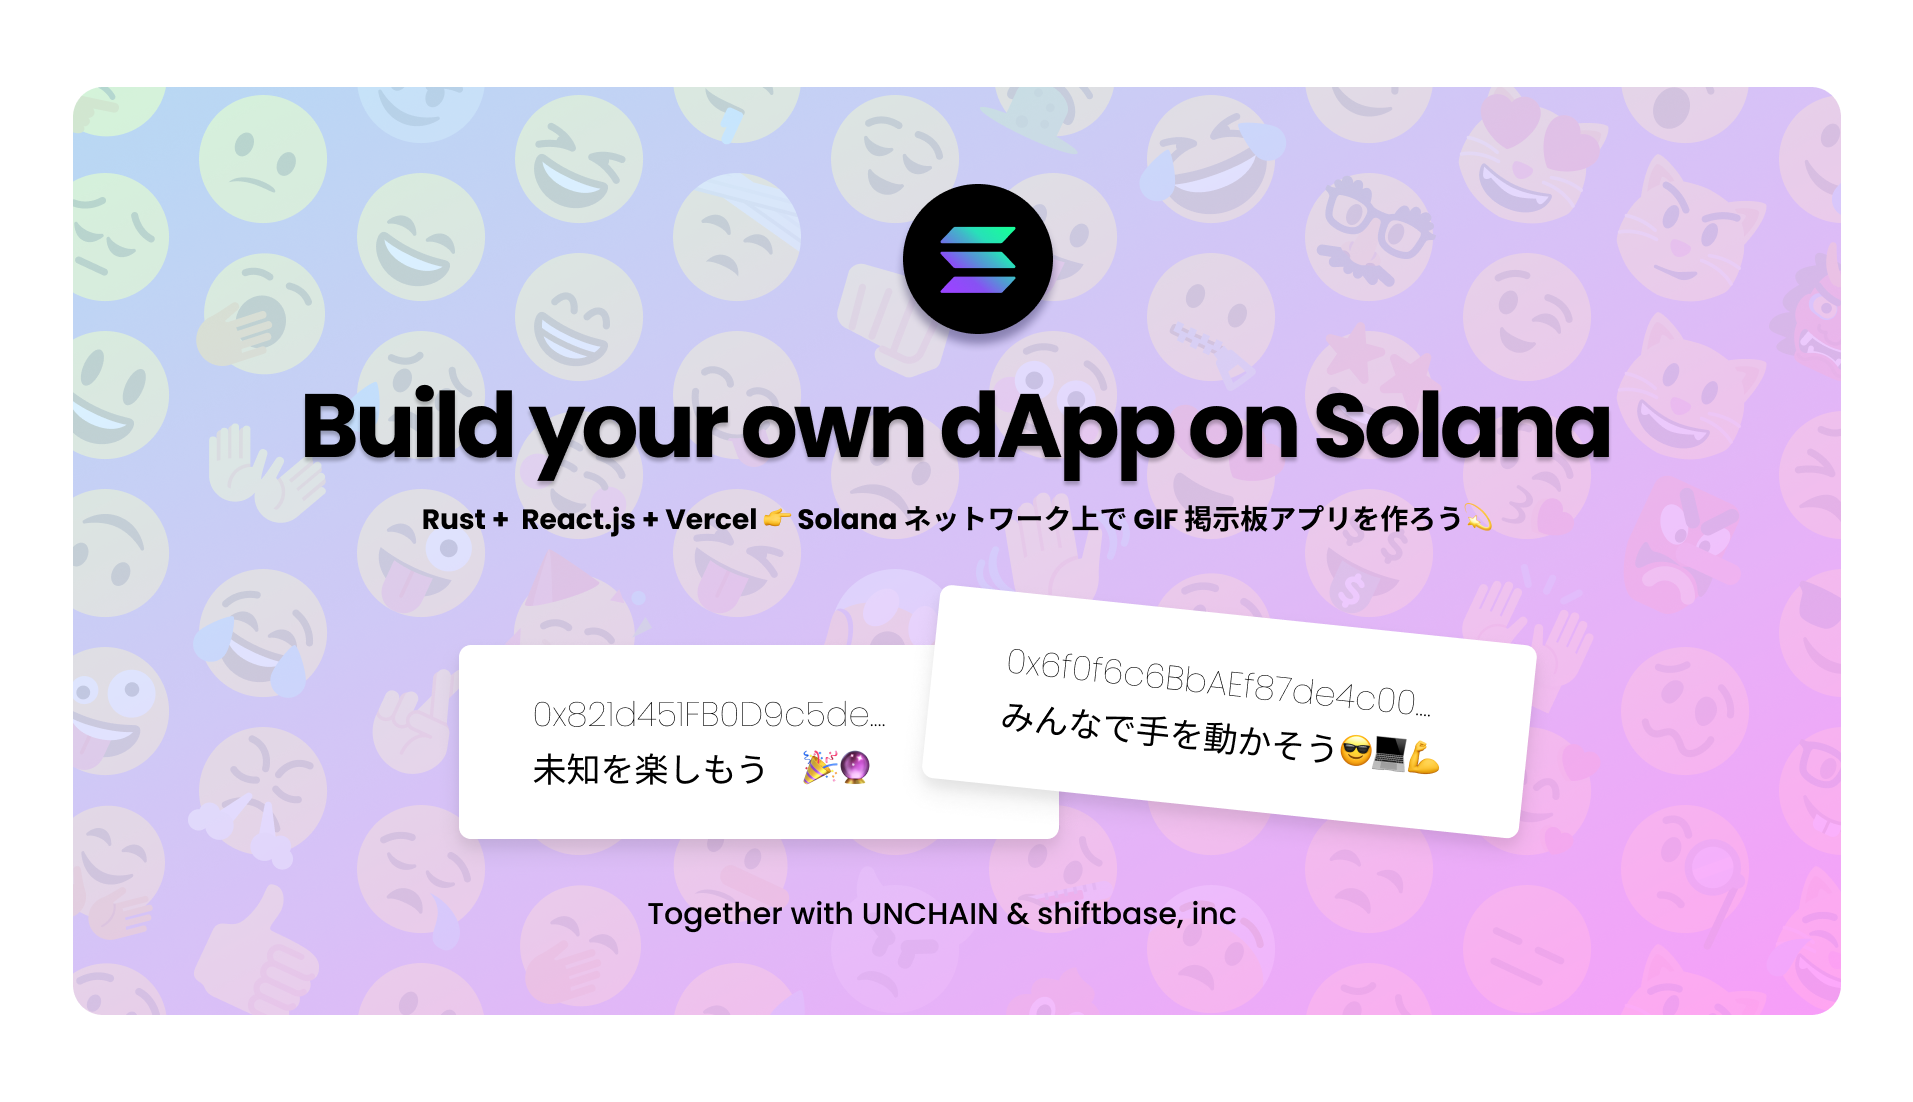 Build your own dApp on Solana
Rust + React.js + Vercel 👉 Solana ネットワーク上で GIF 掲示板アプリを作ろう💫
0x821d451FB0D9c5de....
未知を楽しもう 🎉🔮
0x6f0f6c6BbAEf87de4c00....
みんなで手を動かそう😎💻💪
Together with UNCHAIN & shiftbase, inc